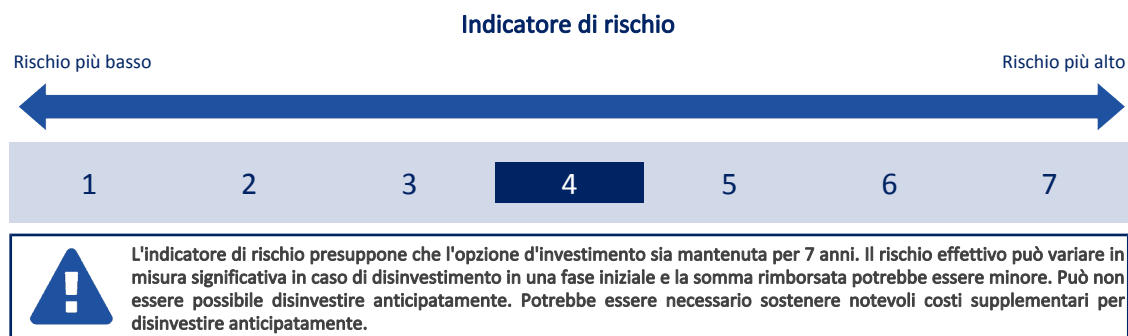 Indicatore di rischio
Rischio più basso
Rischio più alto
1 2 3 4 5 6 7
L'indicatore di rischio presuppone che l'opzione d'investimento sia mantenuta per 7 anni. Il rischio effettivo può variare in
misura significativa in caso di disinvestimento in una fase iniziale e la somma rimborsata potrebbe essere minore. Può non
essere possibile disinvestire anticipatamente. Potrebbe essere necessario sostenere notevoli costi supplementari per
disinvestire anticipatamente.